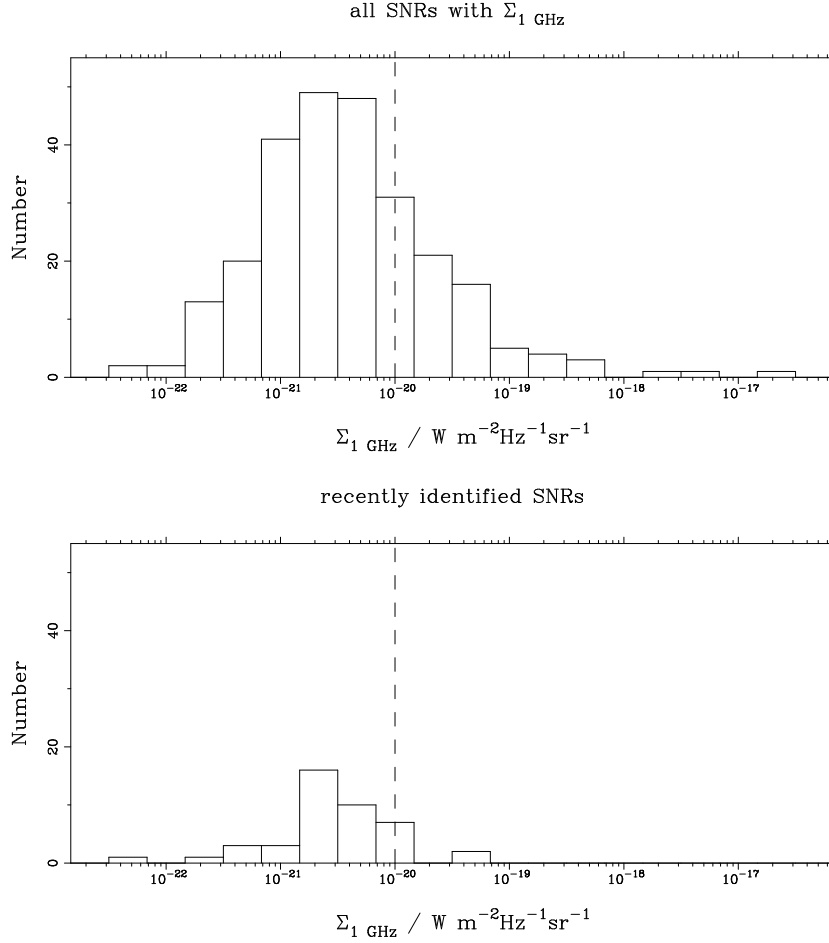 all SNRs with Σ₁ GHz
Number
0
20
40
10⁻²² 10⁻²¹ 10⁻²⁰ 10⁻¹⁹ 10⁻¹⁸ 10⁻¹⁷
Σ₁ GHz / W m⁻²Hz⁻¹sr⁻¹
recently identified SNRs
Number
0
20
40
10⁻²² 10⁻²¹ 10⁻²⁰ 10⁻¹⁹ 10⁻¹⁸ 10⁻¹⁷
Σ₁ GHz / W m⁻²Hz⁻¹sr⁻¹